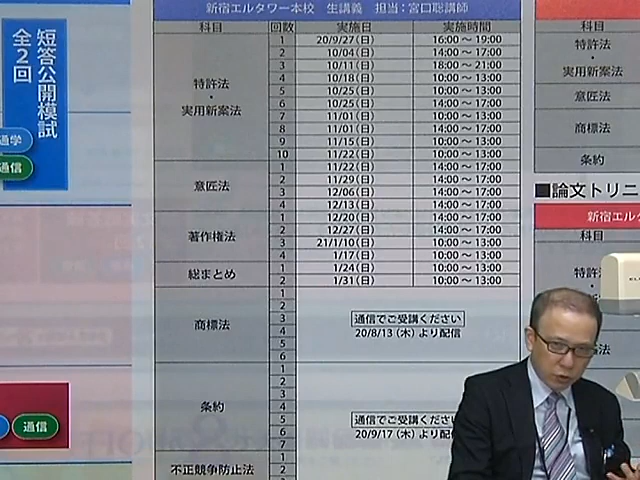 短答公開模試
全2回
通学
通信
通信
新宿エルタワー本校 生講義 担当：宮口聡講師
科目 回数 実施日 実施時間
特許法・実用新案法
1 20/9/27(日) 16:00～19:00
2 10/04(日) 14:00～17:00
3 10/11(日) 18:00～21:00
4 10/18(日) 10:00～13:00
5 10/25(日) 10:00～13:00
6 10/25(日) 14:00～17:00
7 11/01(日) 10:00～13:00
8 11/01(日) 14:00～17:00
9 11/15(日) 10:00～13:00
10 11/22(日) 10:00～13:00
意匠法
1 11/22(日) 14:00～17:00
2 11/29(日) 14:00～17:00
3 12/06(日) 14:00～17:00
4 12/13(日) 14:00～17:00
著作権法
1 12/20(日) 14:00～17:00
2 12/27(日) 14:00～17:00
3 21/1/10(日) 10:00～13:00
4 1/17(日) 10:00～13:00
総まとめ
1 1/24(日) 10:00～13:00
2 1/31(日) 10:00～13:00
商標法
1
2
3
4
5
6
通信でご受講ください
20/8/13(木)より配信
条約
1
2
3
4
5
6
7
通信でご受講ください
20/9/17(木)より配信
不正競争防止法
1
2
科目
特許法
・
実用新案法
意匠法
商標法
条約
■論文トリニ
新宿エル
科目